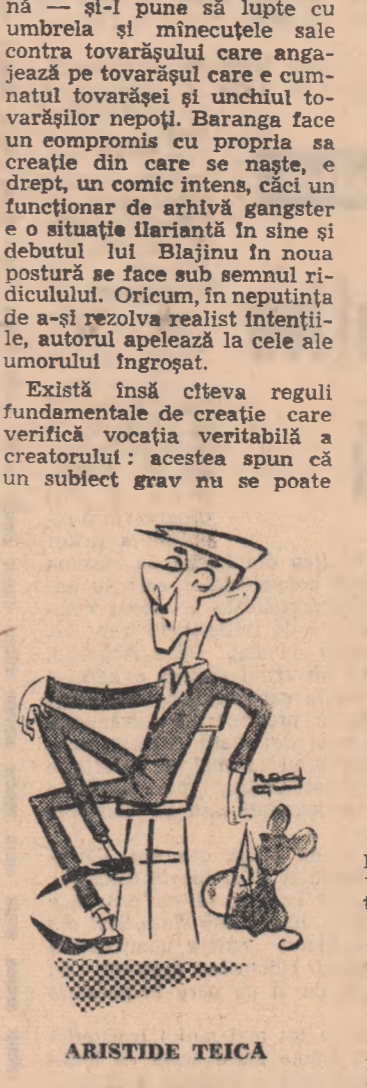 nă — și-l pune să lupte cu
umbrela și mînecuțele sale
contra tovarășului care anga-
jează pe tovarășul care e cum-
natul tovarășei și unchiul to-
varășilor nepoți. Baranga face
un compromis cu propria sa
creație din care se naște, e
drept, un comic intens, căci un
funcționar de arhivă gangster
e o situație ilariantă în sine și
debutul lui Blajinu în noua
postură se face sub semnul ri-
diculului. Oricum, în neputința
de a-și rezolva realist intenții-
le, autorul apelează la cele ale
umorului îngroșat.
Există însă cîteva reguli
fundamentale de creație care
verifică vocația veritabilă a
creatorului : acestea spun că
un subiect grav nu se poate
ARISTIDE TEICĂ